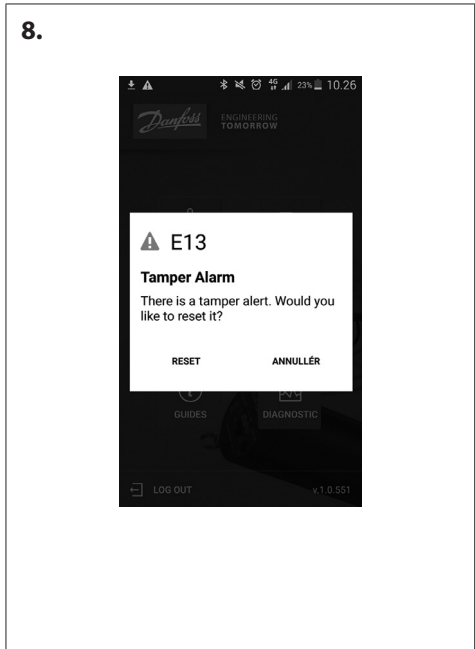 8.
4G 23% 10.26
Danfoss
ENGINEERING
TOMORROW
E13
Tamper Alarm
There is a tamper alert. Would you
like to reset it?
RESET ANNULLÉR
GUIDES DIAGNOSTIC
LOG OUT v.1.0.551